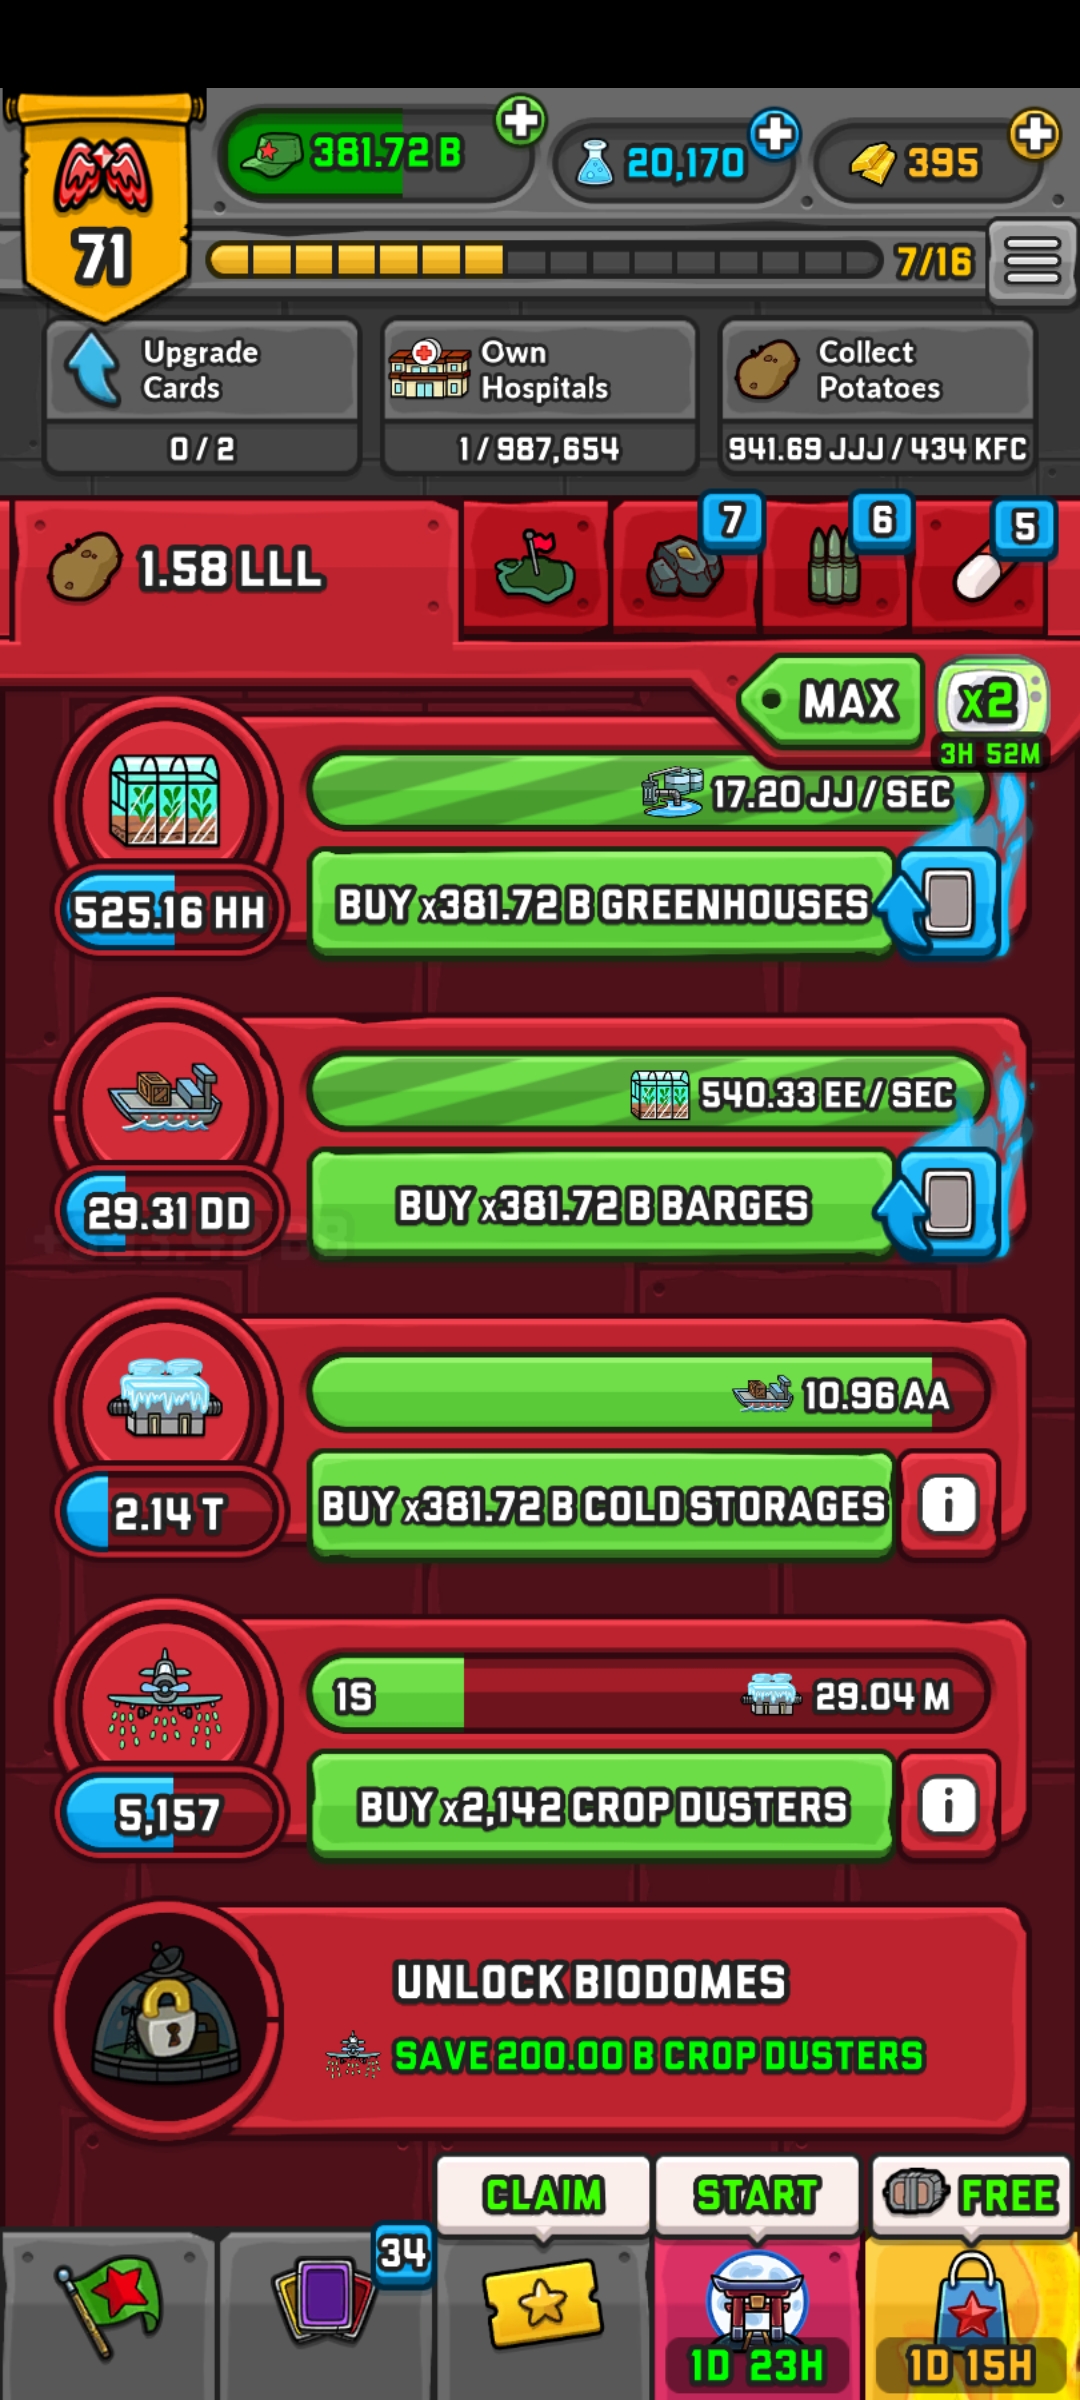 381.72 B
20,170
395
71
7/16
Upgrade
Cards
0 / 2
Own
Hospitals
1 / 987,654
Collect
Potatoes
941.69 JJJ / 434 KFC
1.58 LLL
7
6
5
MAX
x2
3H 52M
17.20 JJ / SEC
525.16 HH
BUY x381.72 B GREENHOUSES
540.33 EE / SEC
29.31 DD
BUY x381.72 B BARGES
10.96 AA
2.14 T
BUY x381.72 B COLD STORAGES
i
1S
29.04 M
5,157
BUY x2,142 CROP DUSTERS
i
UNLOCK BIODOMES
SAVE 200.00 B CROP DUSTERS
CLAIM
START
FREE
34
1D 23H
1D 15H